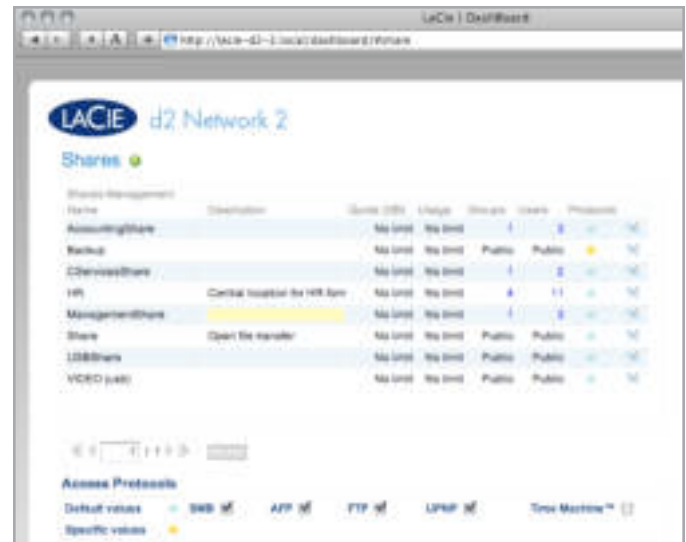 LaCie | Dashboard
A
http://lacie-d2-2.local/dashboard/#share
LACIE d2 Network 2
Shares
Shares Management
Name Description Quota (GB) Usage Groups Users Protocols
AccountingShare No limit No limit 1
Backup No limit No limit Public Public
CServicesShare No limit No limit 1 2
HR Central location for HR form No limit No limit 4 11
ManagementShare No limit No limit 1
Share Open file transfer No limit No limit Public Public
USBShare No limit No limit Public Public
VIDEO (usb) No limit No limit Public Public
Access Protocols
Default values SMB AFP FTP UPNP Time Machine™
Specific values